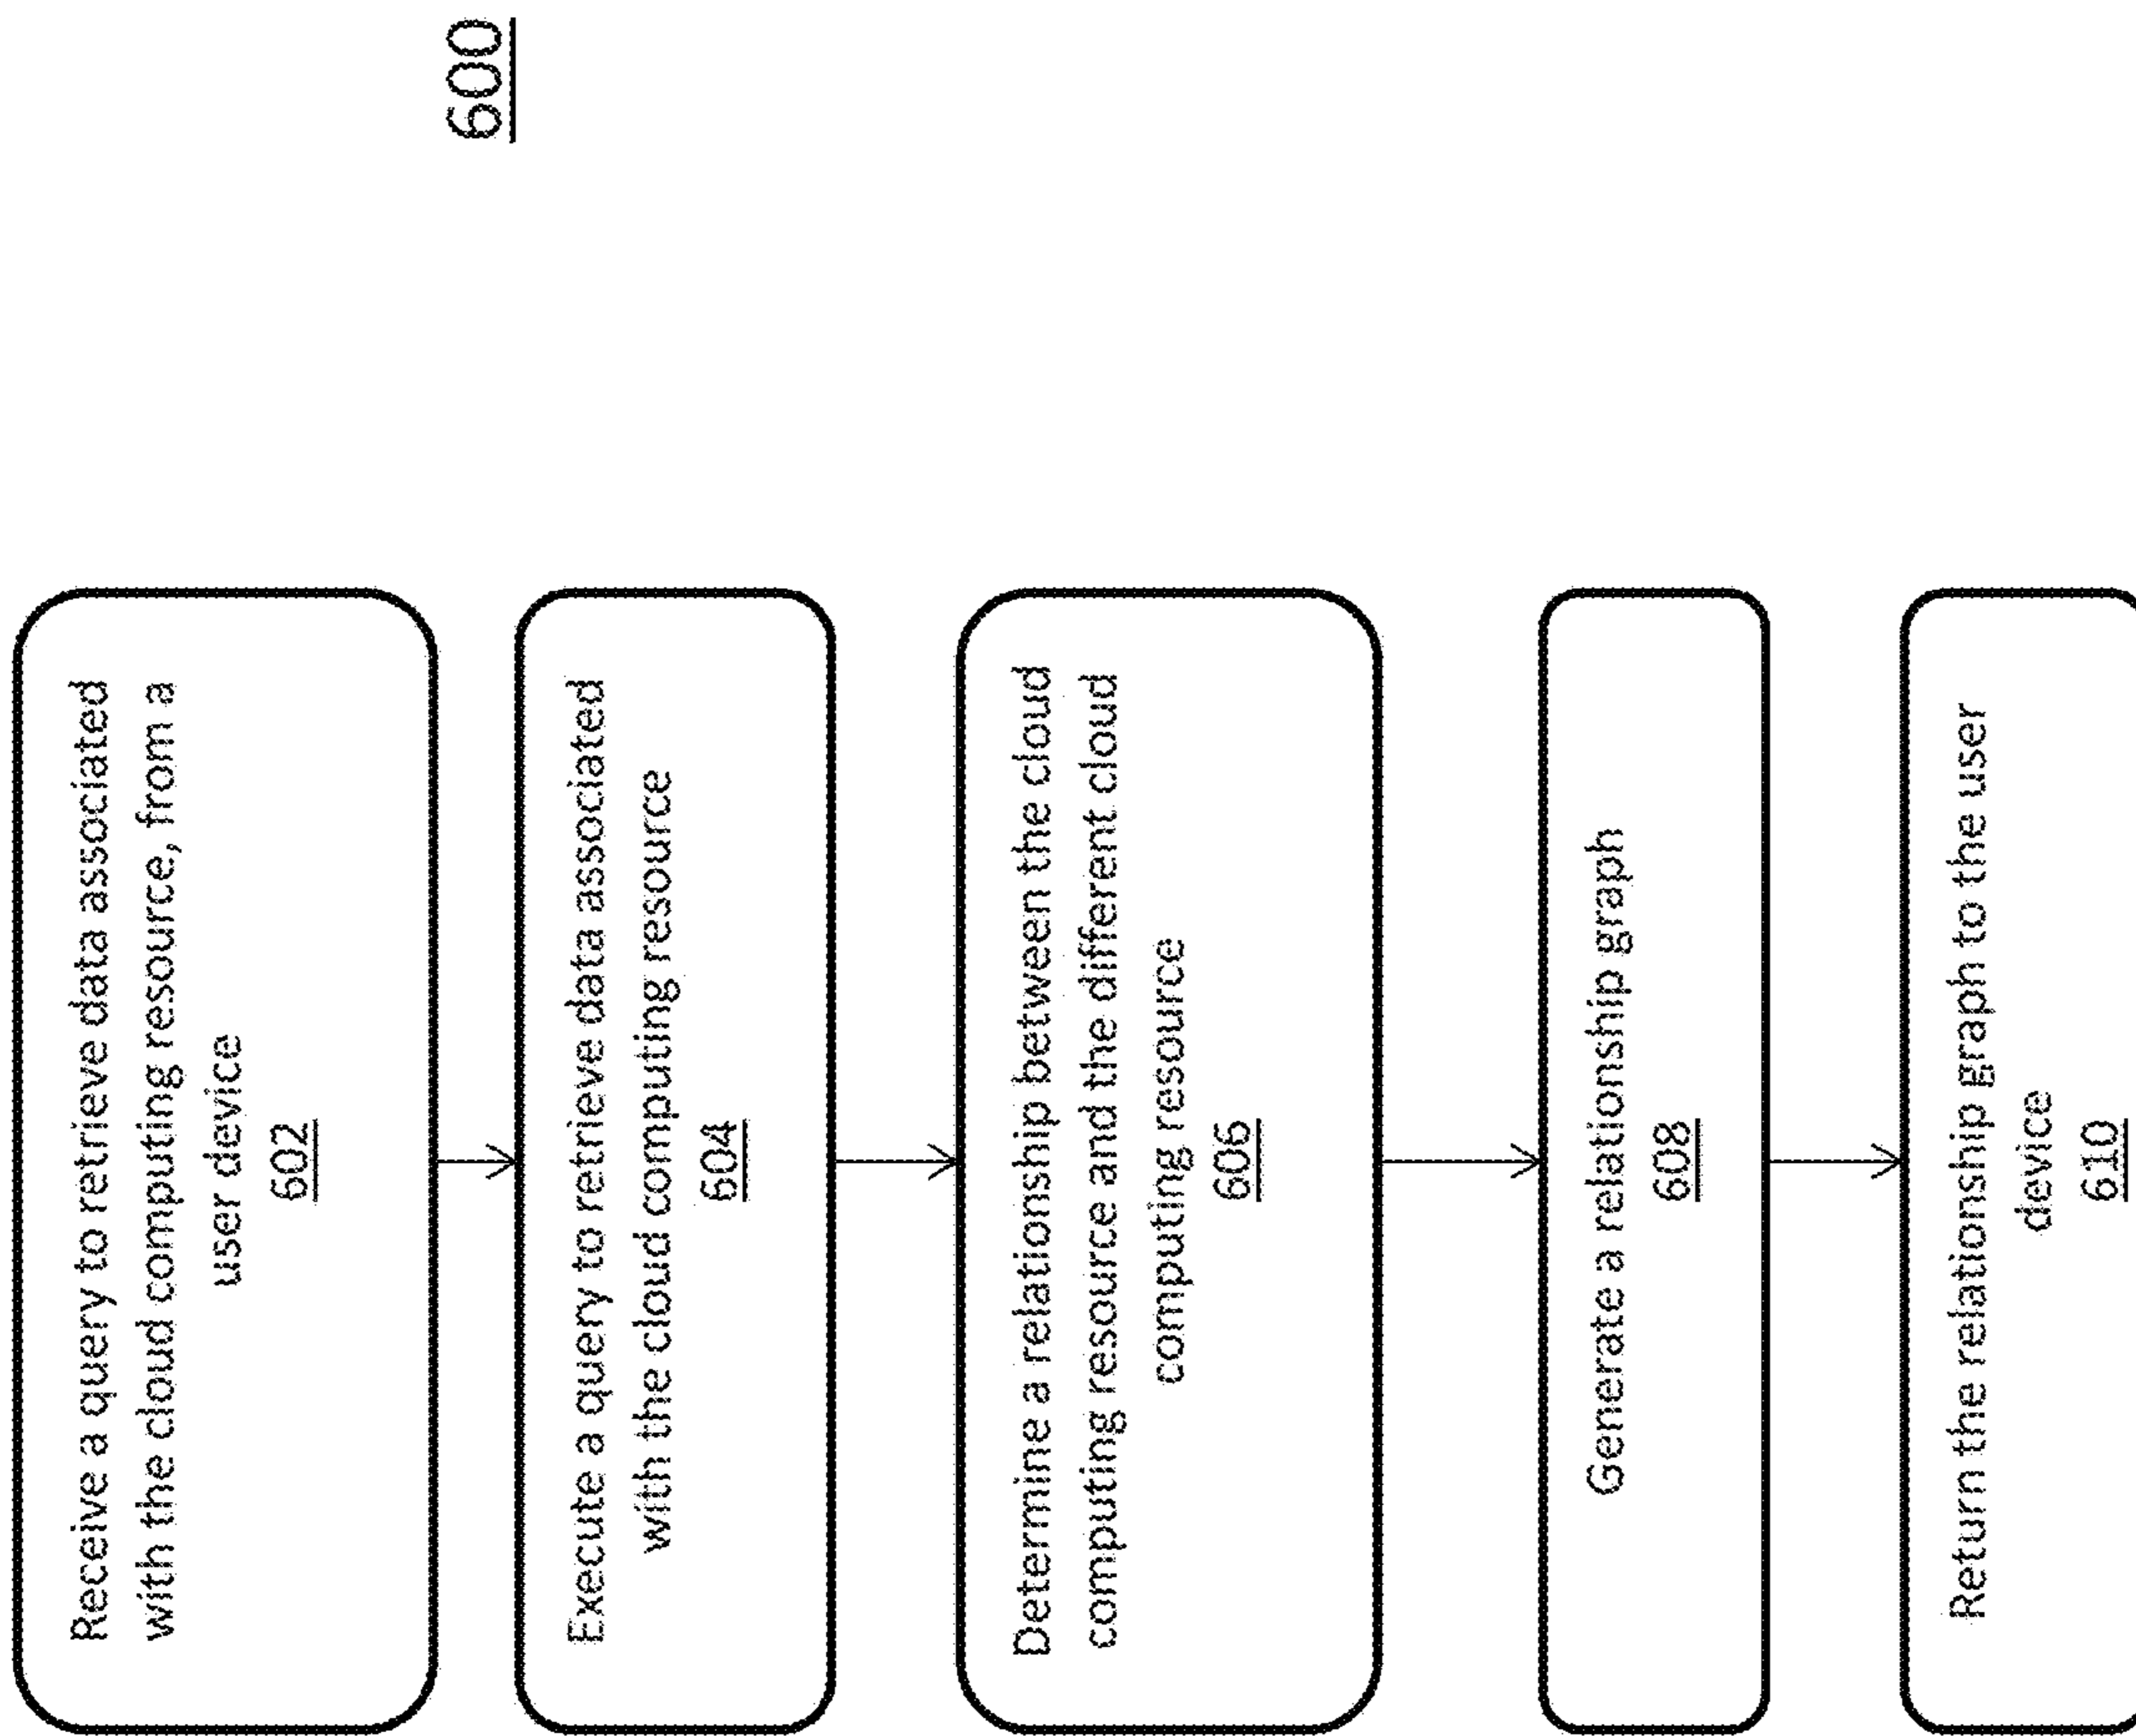 600
Receive a query to retrieve data associated
with the cloud computing resource, from a
user device
602
Execute a query to retrieve data associated
with the cloud computing resource
604
Determine a relationship between the cloud
computing resource and the different cloud
computing resource
606
Generate a relationship graph
608
Return the relationship graph to the user
device
610